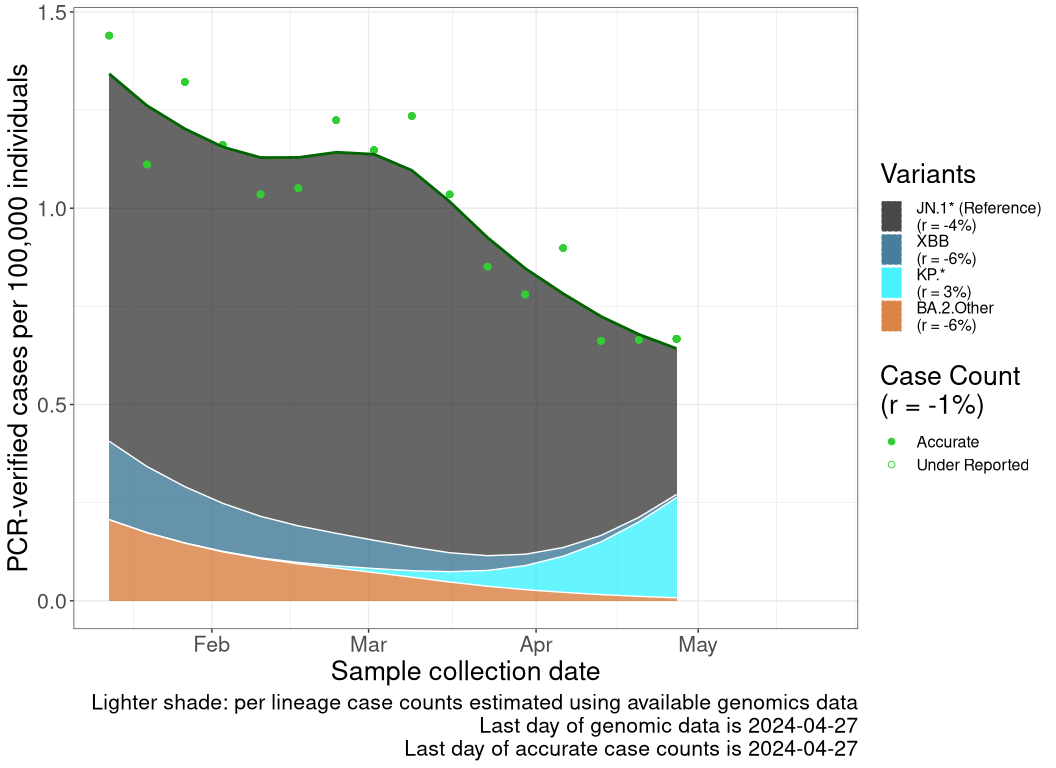 PCR-verified cases per 100,000 individuals
1.5
1.0
0.5
0.0
Feb Mar Apr May
Sample collection date
Lighter shade: per lineage case counts estimated using available genomics data
Last day of genomic data is 2024-04-27
Last day of accurate case counts is 2024-04-27
Variants
JN.1* (Reference)
(r = -4%)
XBB
(r = -6%)
KP.*
(r = 3%)
BA.2.Other
(r = -6%)
Case Count
(r = -1%)
Accurate
Under Reported